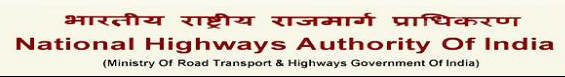 भारतीय राष्ट्रीय राजमार्ग प्राधिकरण
National Highways Authority Of India
(Ministry Of Road Transport & Highways Government Of India)